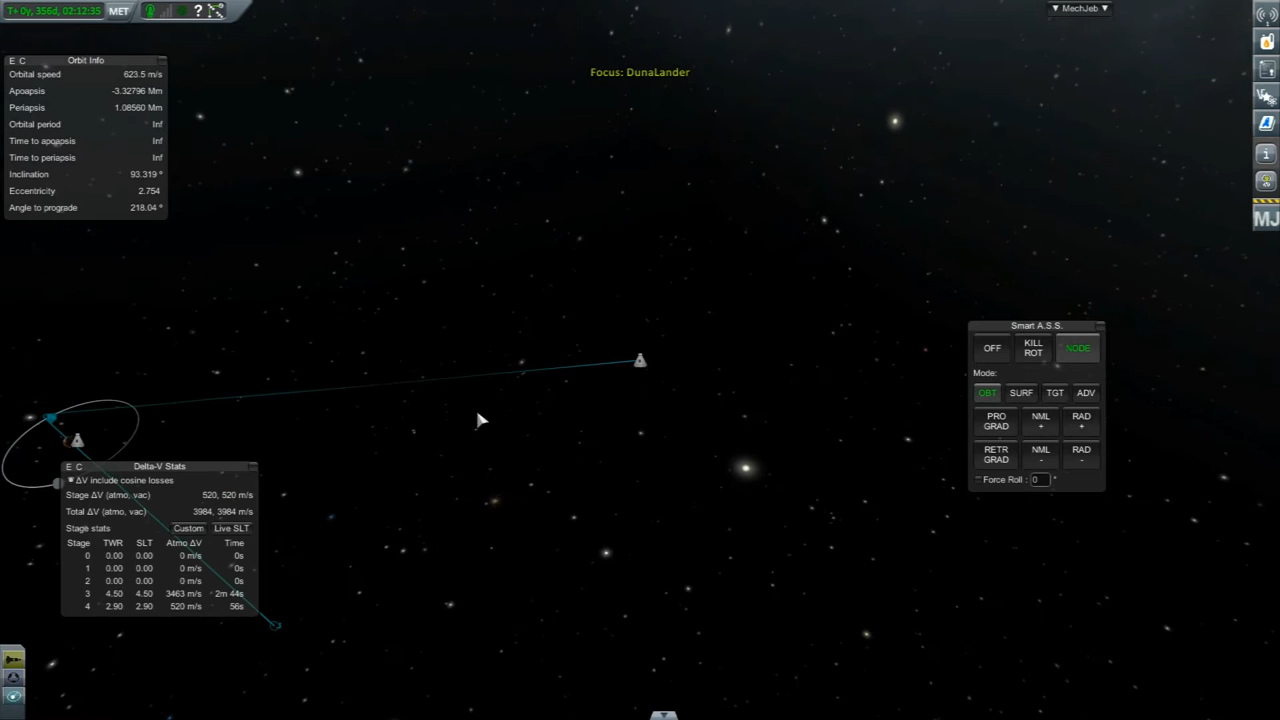 T+ 0y, 356d, 02:12:35 MET ?
▼ MechJeb ▼
Focus: DunaLander
E C Orbit Info
Orbital speed 623.5 m/s
Apoapsis -3.32796 Mm
Periapsis 1.08560 Mm
Orbital period Inf
Time to apoapsis Inf
Time to periapsis Inf
Inclination 93.319 º
Eccentricity 2.754
Angle to prograde 218.04 º
MJ
Smart A.S.S.
OFF KILL ROT NODE
Mode:
OBT SURF TGT ADV
PRO GRAD NML + RAD +
RETR GRAD NML - RAD -
Force Roll : 0 °
E C Delta-V Stats
ΔV include cosine losses
Stage ΔV (atmo, vac) 520, 520 m/s
Total ΔV (atmo, vac) 3984, 3984 m/s
Stage stats Custom Live SLT
Stage TWR SLT Atmo ΔV Time
0 0.00 0.00 0 m/s 0s
1 0.00 0.00 0 m/s 0s
2 0.00 0.00 0 m/s 0s
3 4.50 4.50 3463 m/s 2m 44s
4 2.90 2.90 520 m/s 56s